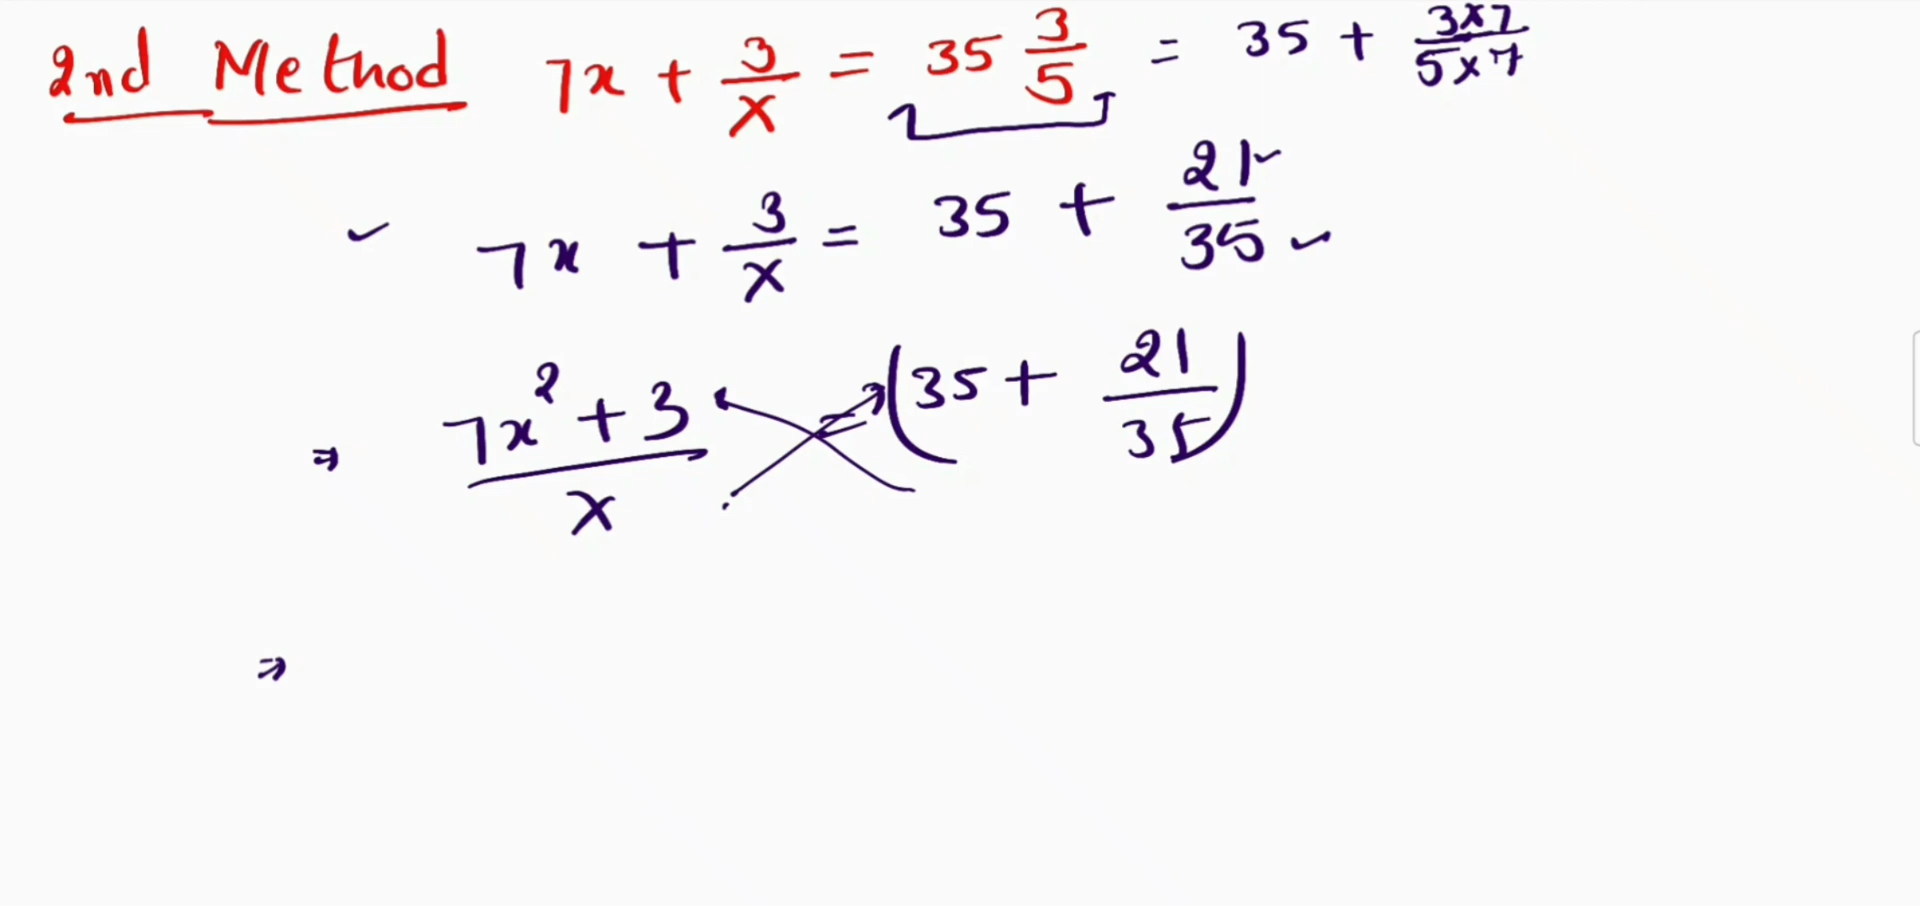 2nd Method 7x + 3/x = 35 3/5 = 35 + 3×7/5×7
7x + 3/x = 35 + 21/35
⇒ 7x² + 3/x = (35 + 21/35)
⇒